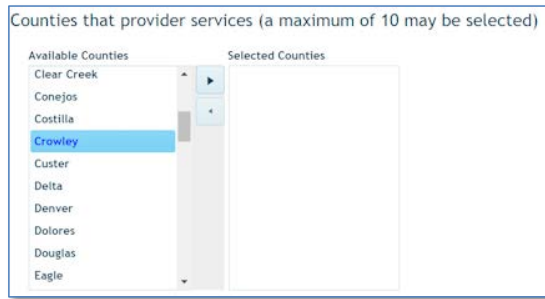 Counties that provider services (a maximum of 10 may be selected)
Available Counties
Selected Counties
Clear Creek
Conejos
Costilla
Crowley
Custer
Delta
Denver
Dolores
Douglas
Eagle